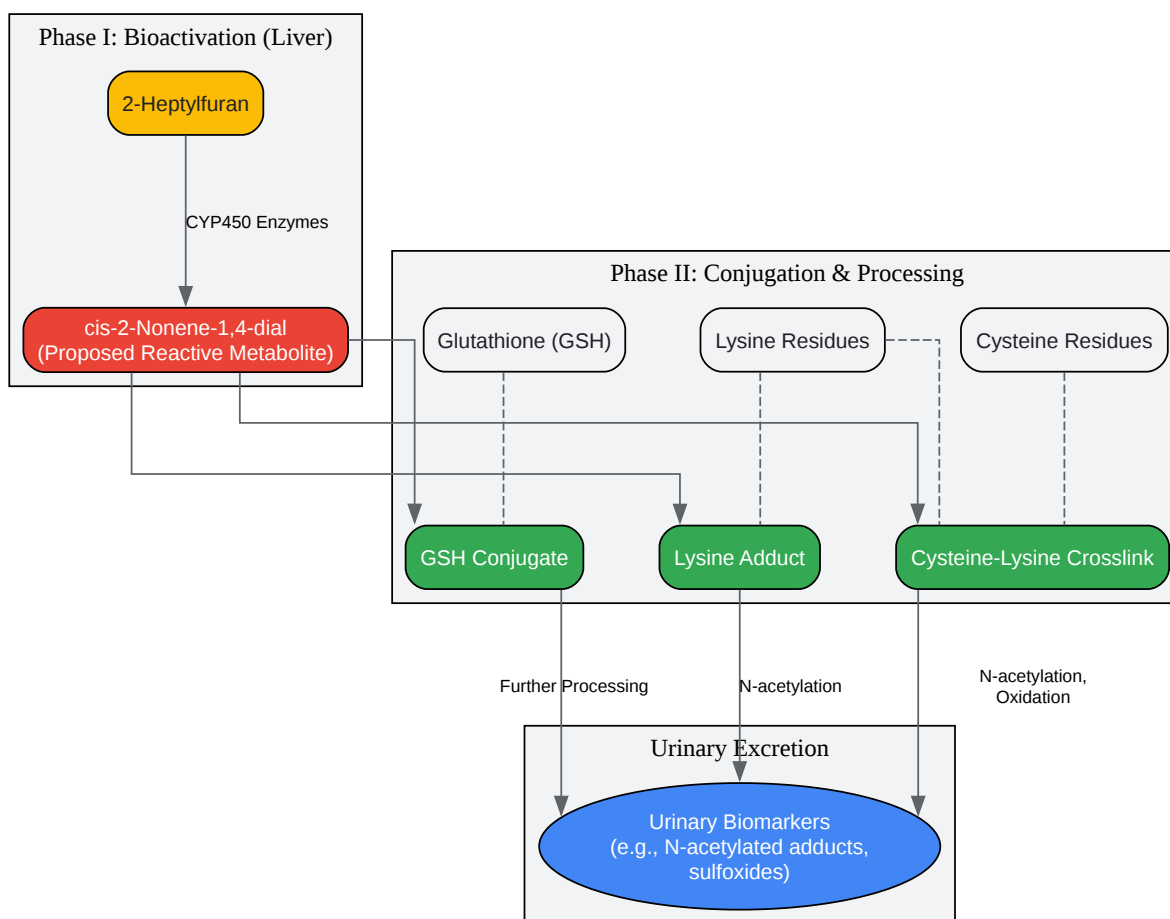 Phase I: Bioactivation (Liver)
2-Heptylfuran
CYP450 Enzymes
cis-2-Nonene-1,4-dial
(Proposed Reactive Metabolite)
Phase II: Conjugation & Processing
Glutathione (GSH)
Lysine Residues
Cysteine Residues
GSH Conjugate
Lysine Adduct
Cysteine-Lysine Crosslink
Further Processing
N-acetylation
N-acetylation,
Oxidation
Urinary Excretion
Urinary Biomarkers
(e.g., N-acetylated adducts,
sulfoxides)